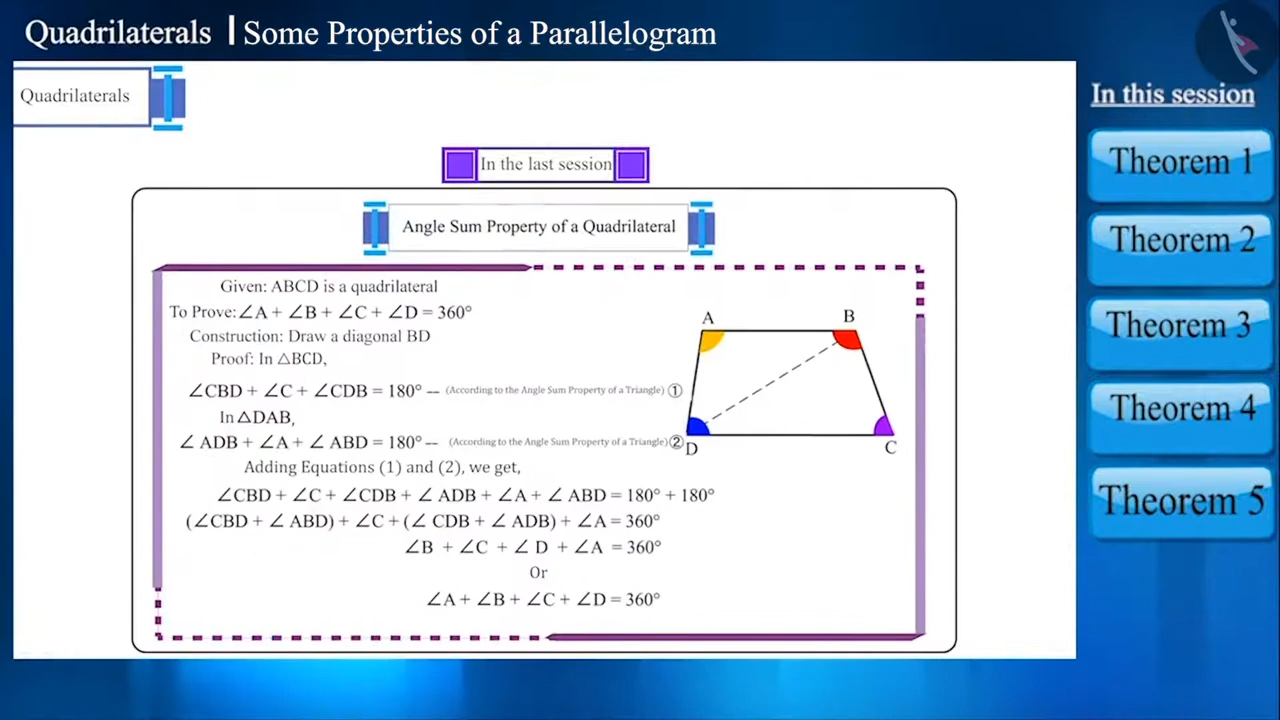 Quadrilaterals | Some Properties of a Parallelogram
Quadrilaterals
In the last session
Angle Sum Property of a Quadrilateral
Given: ABCD is a quadrilateral
To Prove: ∠A + ∠B + ∠C + ∠D = 360°
Construction: Draw a diagonal BD
Proof: In △BCD,
∠CBD + ∠C + ∠CDB = 180° – (According to the Angle Sum Property of a Triangle) ①
In △DAB,
∠ ADB + ∠A + ∠ ABD = 180° – (According to the Angle Sum Property of a Triangle) ②
Adding Equations (1) and (2), we get,
∠CBD + ∠C + ∠CDB + ∠ ADB + ∠A + ∠ ABD = 180° + 180°
(∠CBD + ∠ ABD) + ∠C + (∠ CDB + ∠ ADB) + ∠A = 360°
∠B + ∠C + ∠ D + ∠A = 360°
Or
∠A + ∠B + ∠C + ∠D = 360°
A B
D C
In this session
Theorem 1
Theorem 2
Theorem 3
Theorem 4
Theorem 5